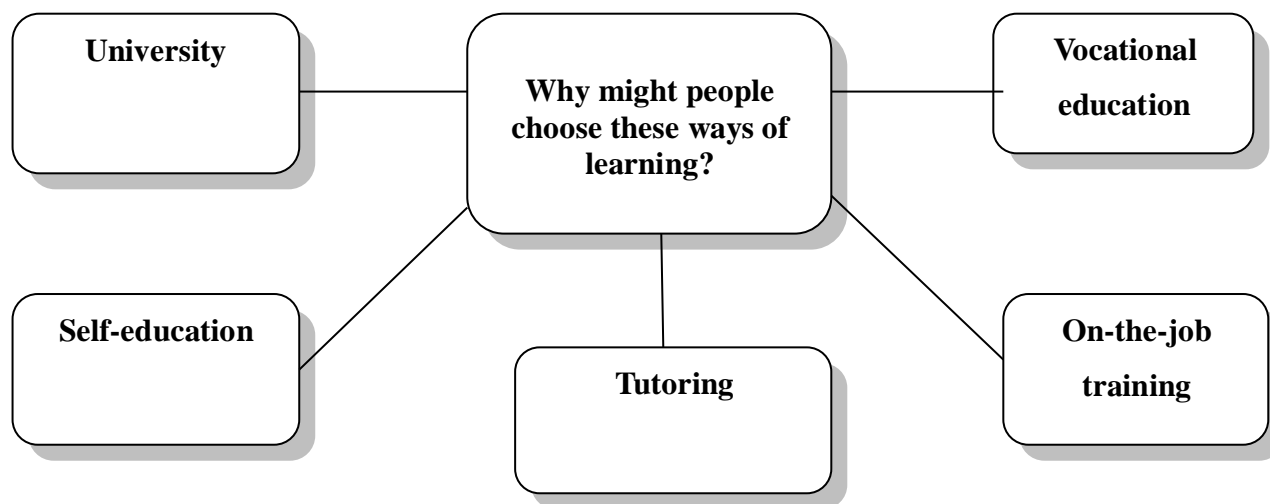 University
Why might people
choose these ways of
learning?
Vocational
education
Self-education
Tutoring
On-the-job
training